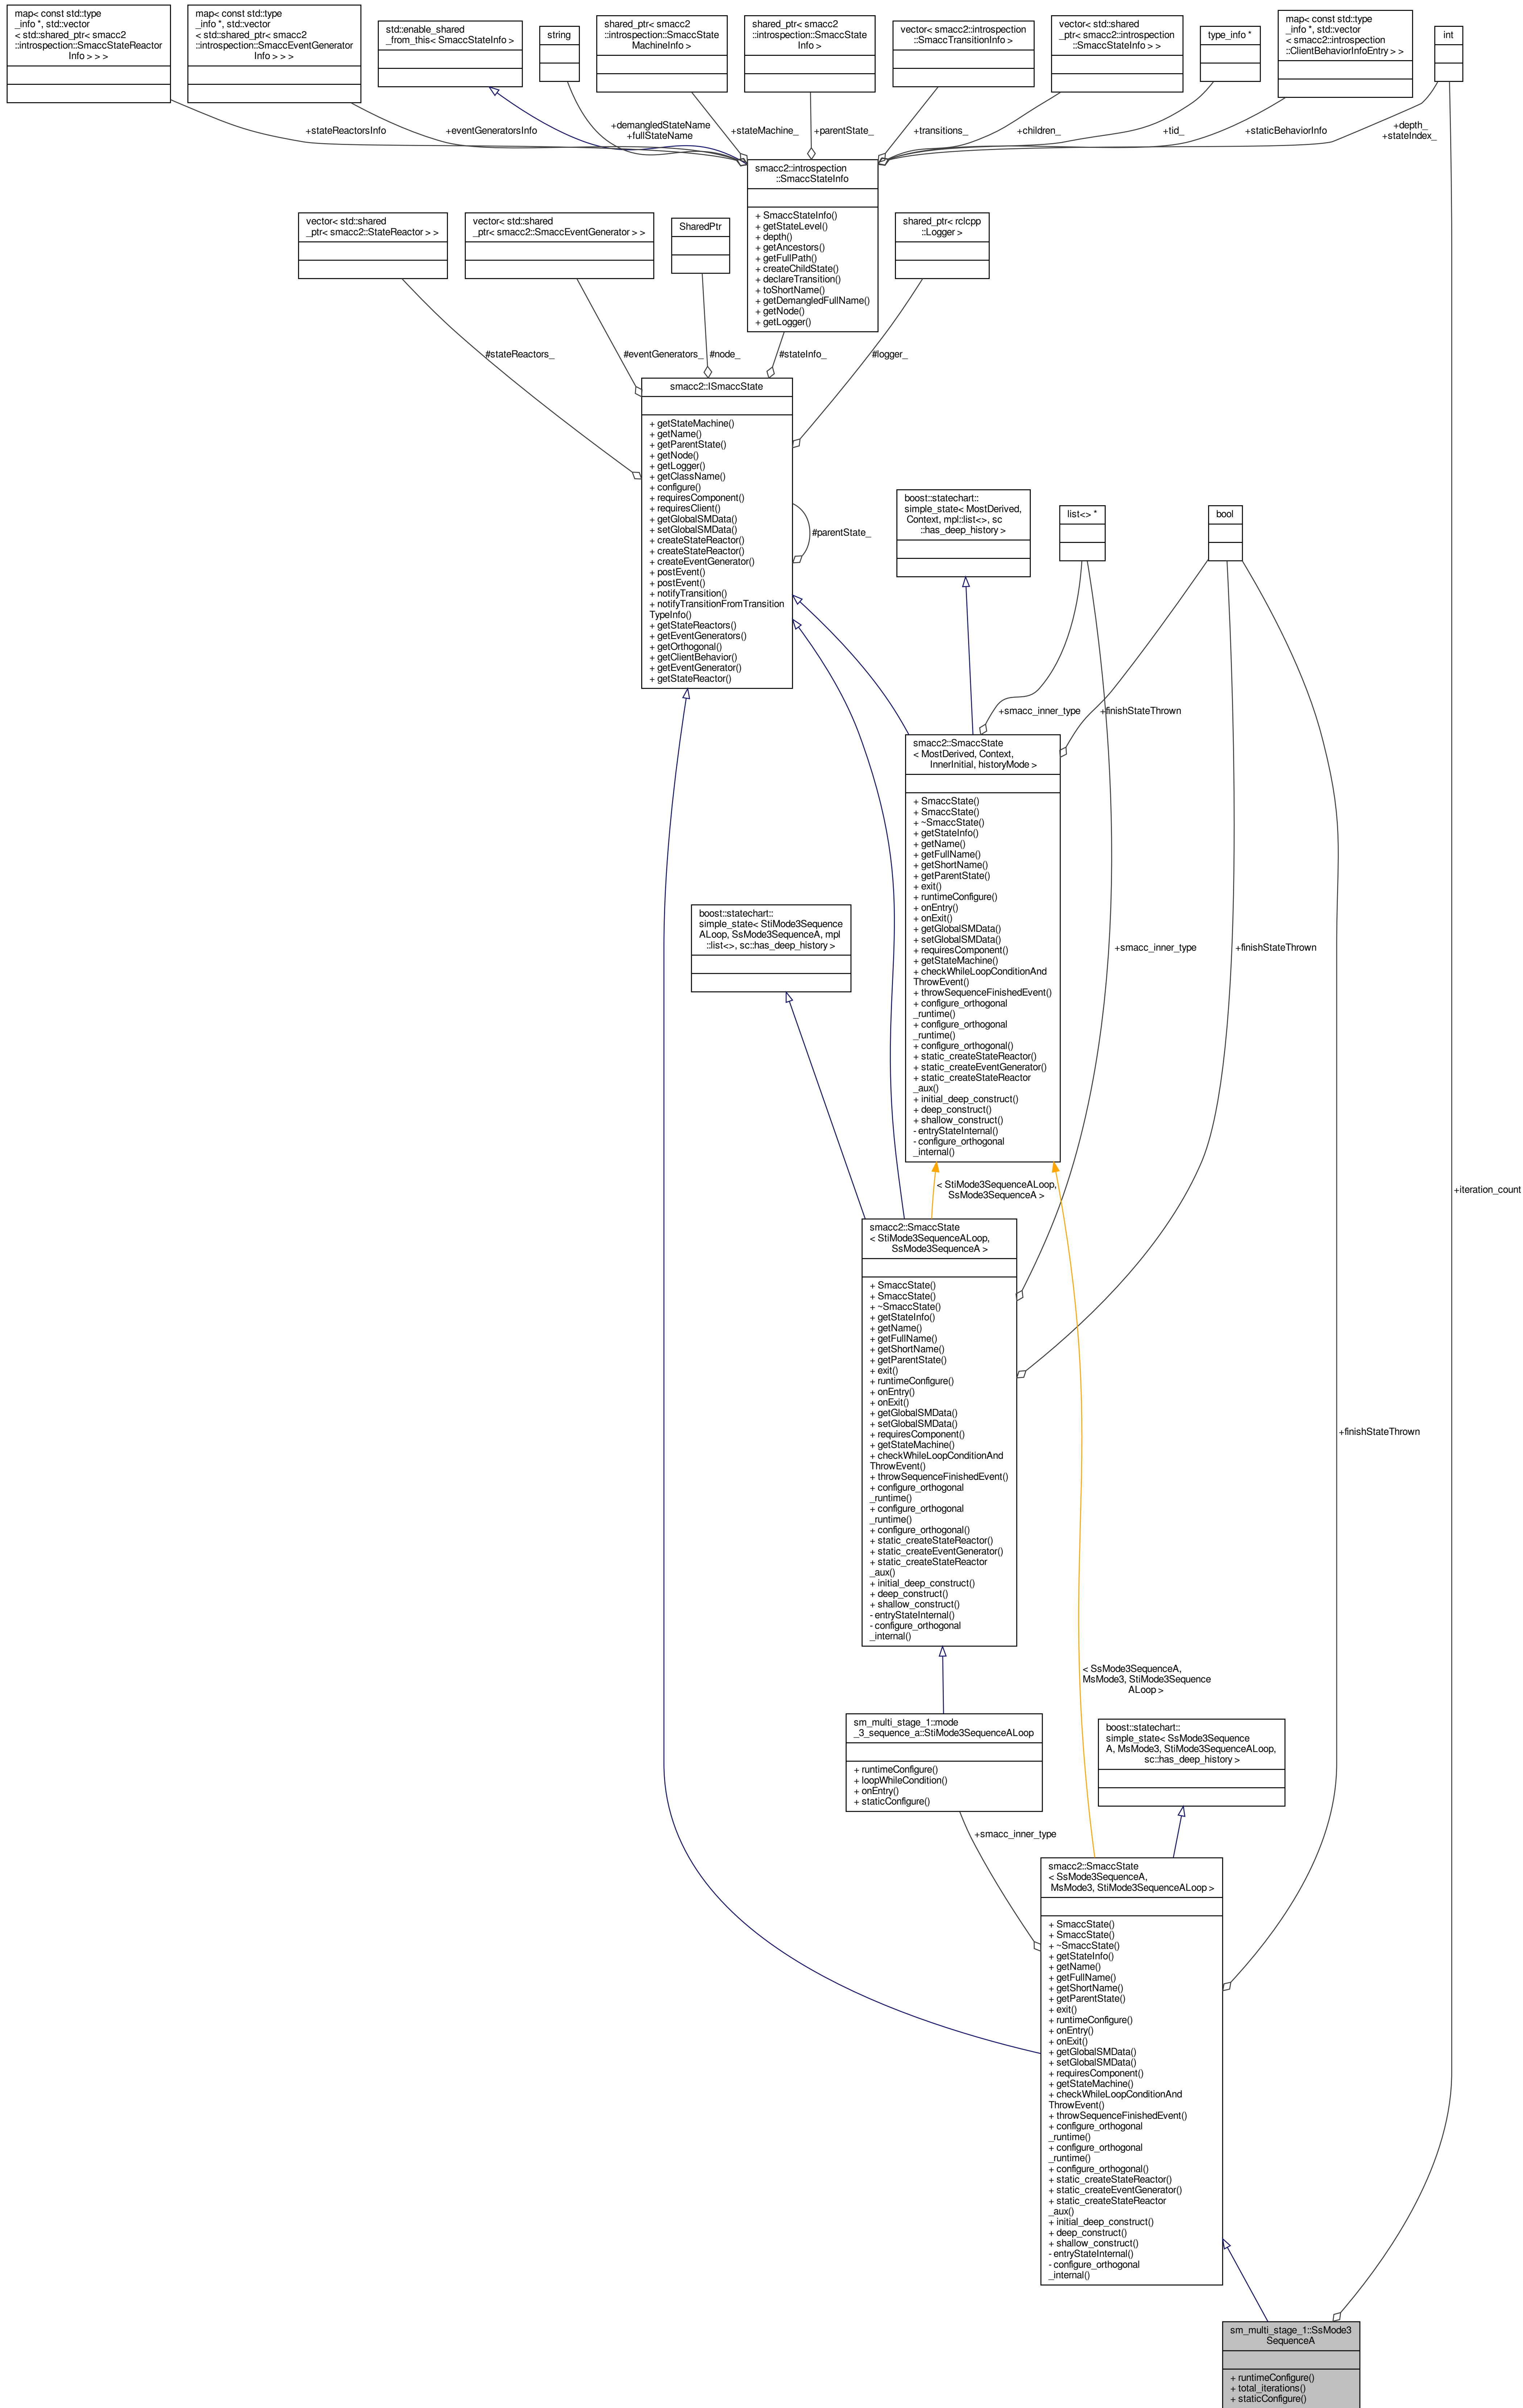 map< const std::type
_info *, std::vector
< std::shared_ptr< smacc2
::introspection::SmaccStateReactor
Info > > >
map< const std::type
_info *, std::vector
< std::shared_ptr< smacc2
::introspection::SmaccEventGenerator
Info > > >
std::enable_shared
_from_this< SmaccStateInfo >
string
shared_ptr< smacc2
::introspection::SmaccState
MachineInfo >
shared_ptr< smacc2
::introspection::SmaccState
Info >
vector< smacc2::introspection
::SmaccTransitionInfo >
vector< std::shared
_ptr< smacc2::introspection
::SmaccStateInfo > >
type_info *
map< const std::type
_info *, std::vector
< smacc2::introspection
::ClientBehaviorInfoEntry > >
int
+stateReactorsInfo
+eventGeneratorsInfo
+demangledStateName
+fullStateName
+stateMachine_
+parentState_
+transitions_
+children_
+tid_
+staticBehaviorInfo
+depth_
+stateIndex_
smacc2::introspection
::SmaccStateInfo
+ SmaccStateInfo()
+ getStateLevel()
+ depth()
+ getAncestors()
+ getFullPath()
+ createChildState()
+ declareTransition()
+ toShortName()
+ getDemangledFullName()
+ getNode()
+ getLogger()
vector< std::shared
_ptr< smacc2::StateReactor > >
vector< std::shared
_ptr< smacc2::SmaccEventGenerator > >
SharedPtr
shared_ptr< rclcpp
::Logger >
#stateReactors_
#eventGenerators_
#node_
#stateInfo_
#logger_
smacc2::ISmaccState
+ getStateMachine()
+ getName()
+ getParentState()
+ getNode()
+ getLogger()
+ getClassName()
+ configure()
+ requiresComponent()
+ requiresClient()
+ getGlobalSMData()
+ setGlobalSMData()
+ createStateReactor()
+ createStateReactor()
+ createEventGenerator()
+ postEvent()
+ postEvent()
+ notifyTransition()
+ notifyTransitionFromTransition
TypeInfo()
+ getStateReactors()
+ getEventGenerators()
+ getOrthogonal()
+ getClientBehavior()
+ getEventGenerator()
+ getStateReactor()
#parentState_
boost::statechart::
simple_state< MostDerived,
Context, mpl::list<>, sc
::has_deep_history >
list<> *
bool
+smacc_inner_type
+finishStateThrown
smacc2::SmaccState
< MostDerived, Context,
InnerInitial, historyMode >
+ SmaccState()
+ SmaccState()
+ ~SmaccState()
+ getStateInfo()
+ getName()
+ getFullName()
+ getShortName()
+ getParentState()
+ exit()
+ runtimeConfigure()
+ onEntry()
+ onExit()
+ getGlobalSMData()
+ setGlobalSMData()
+ requiresComponent()
+ getStateMachine()
+ checkWhileLoopConditionAnd
ThrowEvent()
+ throwSequenceFinishedEvent()
+ configure_orthogonal
_runtime()
+ configure_orthogonal
_runtime()
+ configure_orthogonal()
+ static_createStateReactor()
+ static_createEventGenerator()
+ static_createStateReactor
_aux()
+ initial_deep_construct()
+ deep_construct()
+ shallow_construct()
- entryStateInternal()
- configure_orthogonal
_internal()
boost::statechart::
simple_state< StiMode3Sequence
ALoop, SsMode3SequenceA, mpl
::list<>, sc::has_deep_history >
+smacc_inner_type
+finishStateThrown
< StiMode3SequenceALoop,
SsMode3SequenceA >
+iteration_count
smacc2::SmaccState
< StiMode3SequenceALoop,
SsMode3SequenceA >
+ SmaccState()
+ SmaccState()
+ ~SmaccState()
+ getStateInfo()
+ getName()
+ getFullName()
+ getShortName()
+ getParentState()
+ exit()
+ runtimeConfigure()
+ onEntry()
+ onExit()
+ getGlobalSMData()
+ setGlobalSMData()
+ requiresComponent()
+ getStateMachine()
+ checkWhileLoopConditionAnd
ThrowEvent()
+ throwSequenceFinishedEvent()
+ configure_orthogonal
_runtime()
+ configure_orthogonal
_runtime()
+ configure_orthogonal()
+ static_createStateReactor()
+ static_createEventGenerator()
+ static_createStateReactor
_aux()
+ initial_deep_construct()
+ deep_construct()
+ shallow_construct()
- entryStateInternal()
- configure_orthogonal
_internal()
+finishStateThrown
< SsMode3SequenceA,
MsMode3, StiMode3Sequence
ALoop >
sm_multi_stage_1::mode
_3_sequence_a::StiMode3SequenceALoop
+ runtimeConfigure()
+ loopWhileCondition()
+ onEntry()
+ staticConfigure()
boost::statechart::
simple_state< SsMode3Sequence
A, MsMode3, StiMode3SequenceALoop,
sc::has_deep_history >
+smacc_inner_type
smacc2::SmaccState
< SsMode3SequenceA,
MsMode3, StiMode3SequenceALoop >
+ SmaccState()
+ SmaccState()
+ ~SmaccState()
+ getStateInfo()
+ getName()
+ getFullName()
+ getShortName()
+ getParentState()
+ exit()
+ runtimeConfigure()
+ onEntry()
+ onExit()
+ getGlobalSMData()
+ setGlobalSMData()
+ requiresComponent()
+ getStateMachine()
+ checkWhileLoopConditionAnd
ThrowEvent()
+ throwSequenceFinishedEvent()
+ configure_orthogonal
_runtime()
+ configure_orthogonal
_runtime()
+ configure_orthogonal()
+ static_createStateReactor()
+ static_createEventGenerator()
+ static_createStateReactor
_aux()
+ initial_deep_construct()
+ deep_construct()
+ shallow_construct()
- entryStateInternal()
- configure_orthogonal
_internal()
sm_multi_stage_1::SsMode3
SequenceA
+ runtimeConfigure()
+ total_iterations()
+ staticConfigure()